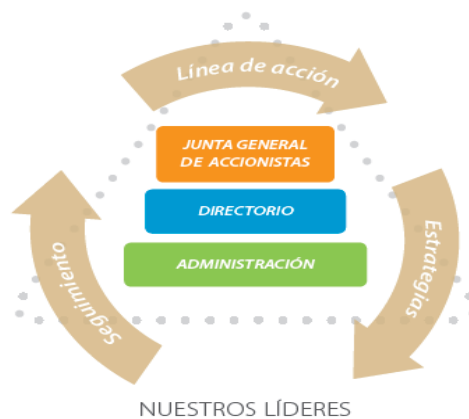 Línea de acción
JUNTA GENERAL
DE ACCIONISTAS
DIRECTORIO
ADMINISTRACIÓN
Estrategias
Seguimiento
NUESTROS LÍDERES